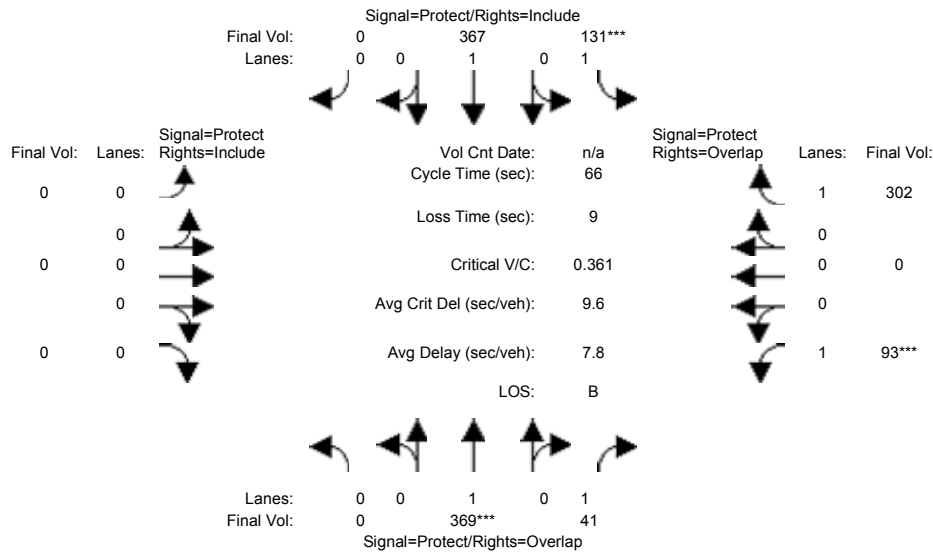 Signal=Protect/Rights=Include
Final Vol: 0 367 131***
Lanes: 0 0 1 0 1
Signal=Protect Signal=Protect
Final Vol: Lanes: Rights=Include Vol Cnt Date: n/a Rights=Overlap Lanes: Final Vol:
Cycle Time (sec): 66
0 0 1 302
Loss Time (sec): 9
0 0
0 0 Critical V/C: 0.361 0 0
0 Avg Crit Del (sec/veh): 9.6 0
0 0 Avg Delay (sec/veh): 7.8 1 93***
LOS: B
Lanes: 0 0 1 0 1
Final Vol: 0 369*** 41
Signal=Protect/Rights=Overlap